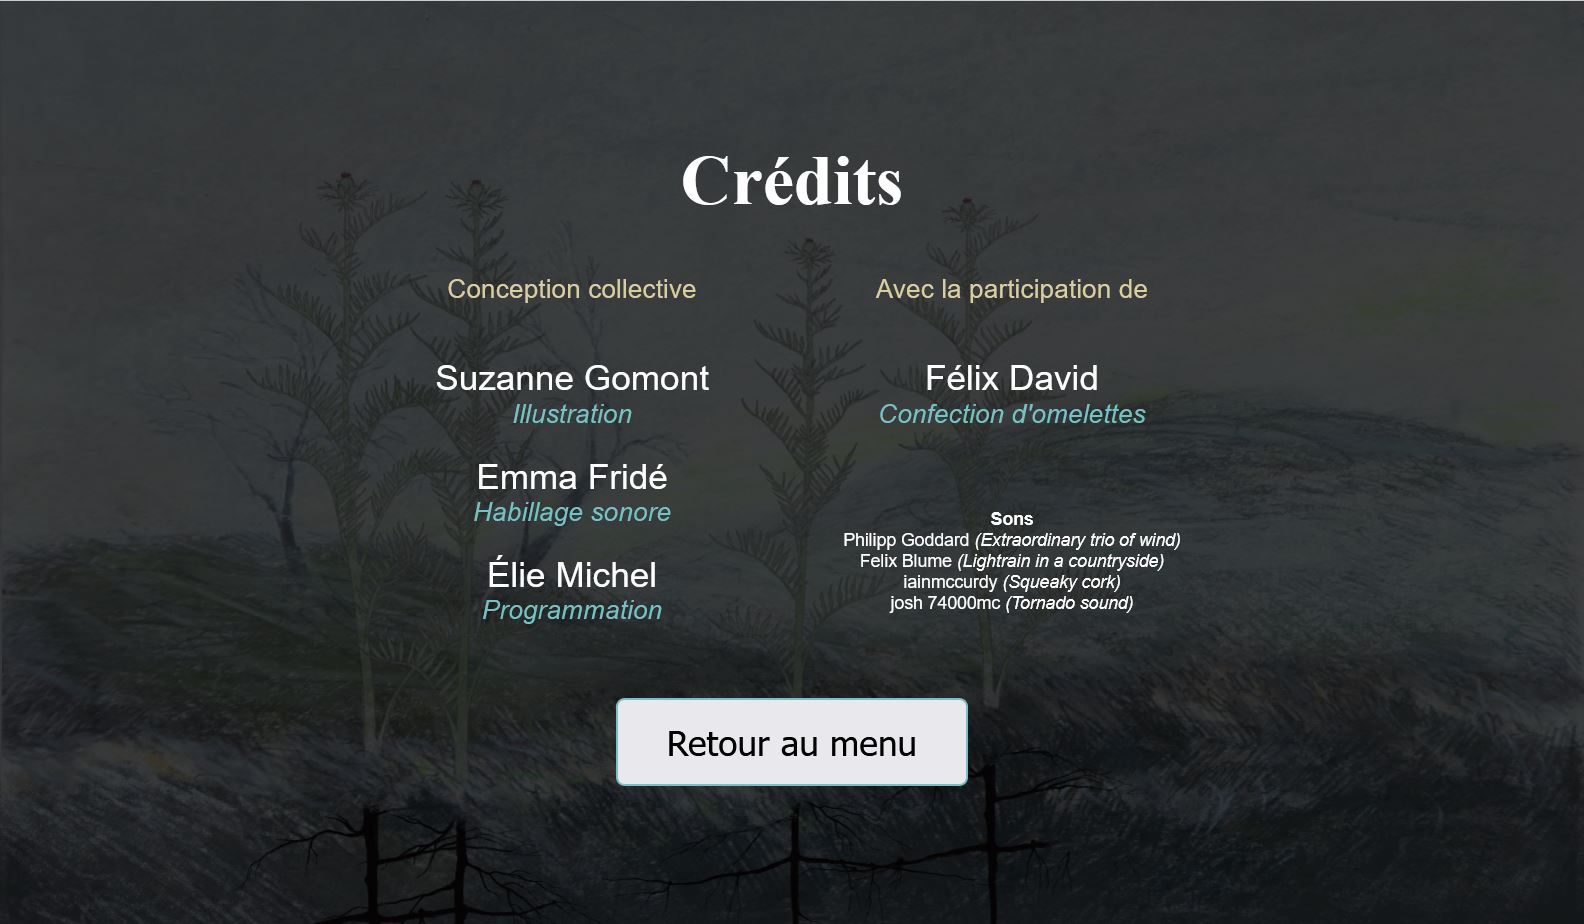 Crédits
Conception collective
Suzanne Gomont
Illustration
Emma Fridé
Habillage sonore
Élie Michel
Programmation
Avec la participation de
Félix David
Confection d'omelettes
Sons
Philipp Goddard (Extraordinary trio of wind)
Felix Blume (Lightrain in a countryside)
iainmccurdy (Squeaky cork)
josh 74000mc (Tornado sound)
Retour au menu